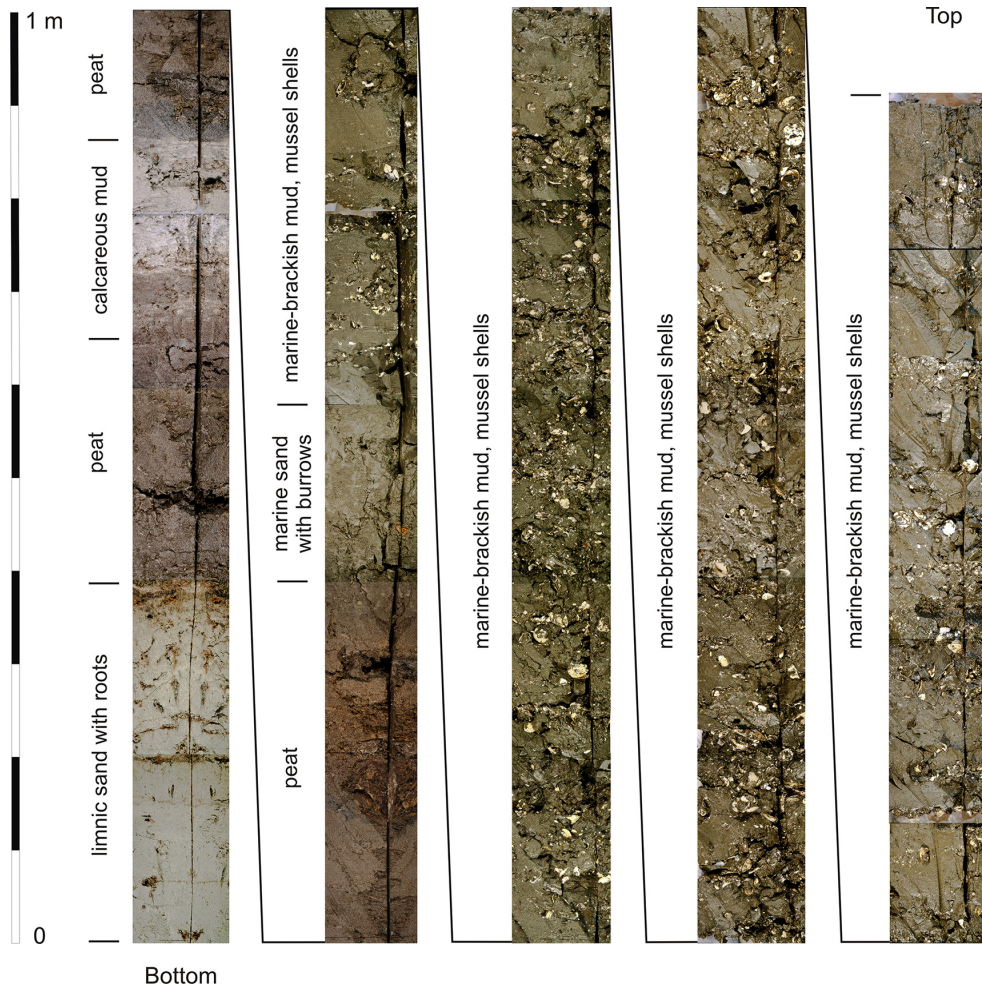 1 m
Top
peat
calcareous mud
peat
limnic sand with roots
0
Bottom
marine-brackish mud, mussel shells
marine sand
with burrows
peat
marine-brackish mud, mussel shells
marine-brackish mud, mussel shells
marine-brackish mud, mussel shells